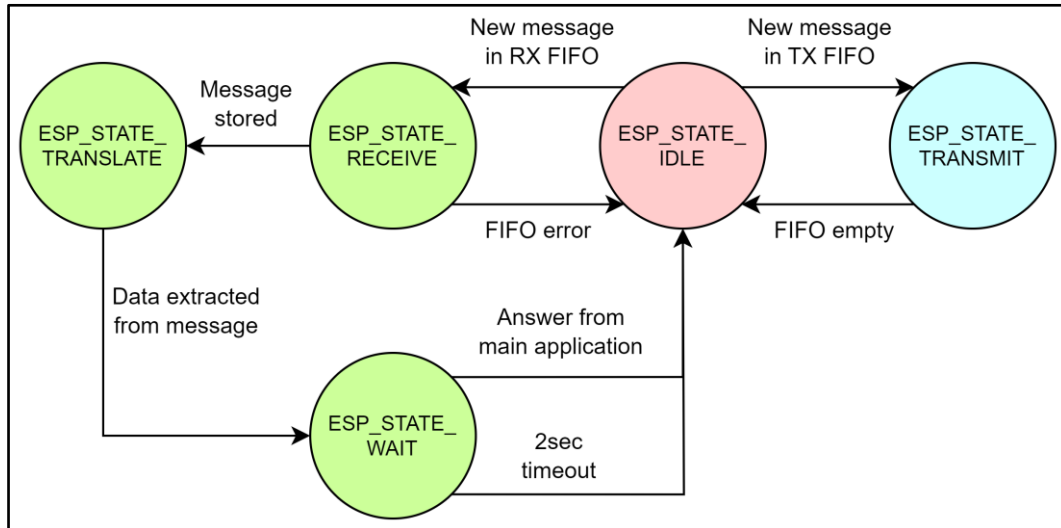 New message
in RX FIFO
New message
in TX FIFO
Message
stored
ESP_STATE_
TRANSLATE
ESP_STATE_
RECEIVE
ESP_STATE_
IDLE
ESP_STATE_
TRANSMIT
FIFO error
FIFO empty
Data extracted
from message
Answer from
main application
ESP_STATE_
WAIT
2sec
timeout